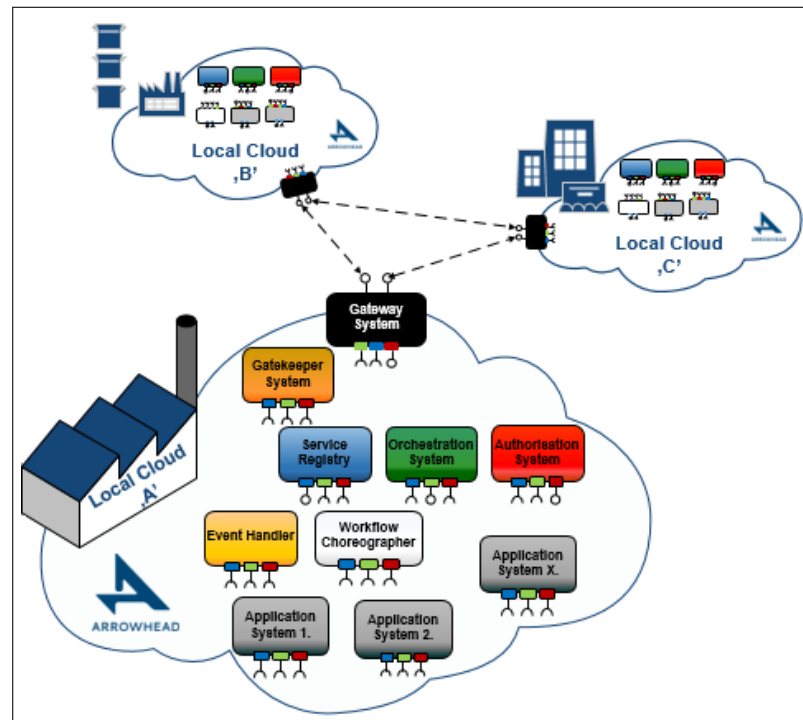 Local Cloud
‚B’
ARROWHEAD
Local Cloud
‚C’
ARROWHEAD
Gateway
System
Gatekeeper
System
Service
Registry
Orchestration
System
Authorisation
System
Local Cloud
‚A’
Event Handler
Workflow
Choreographer
Application
System X.
ARROWHEAD
Application
System 1.
Application
System 2.